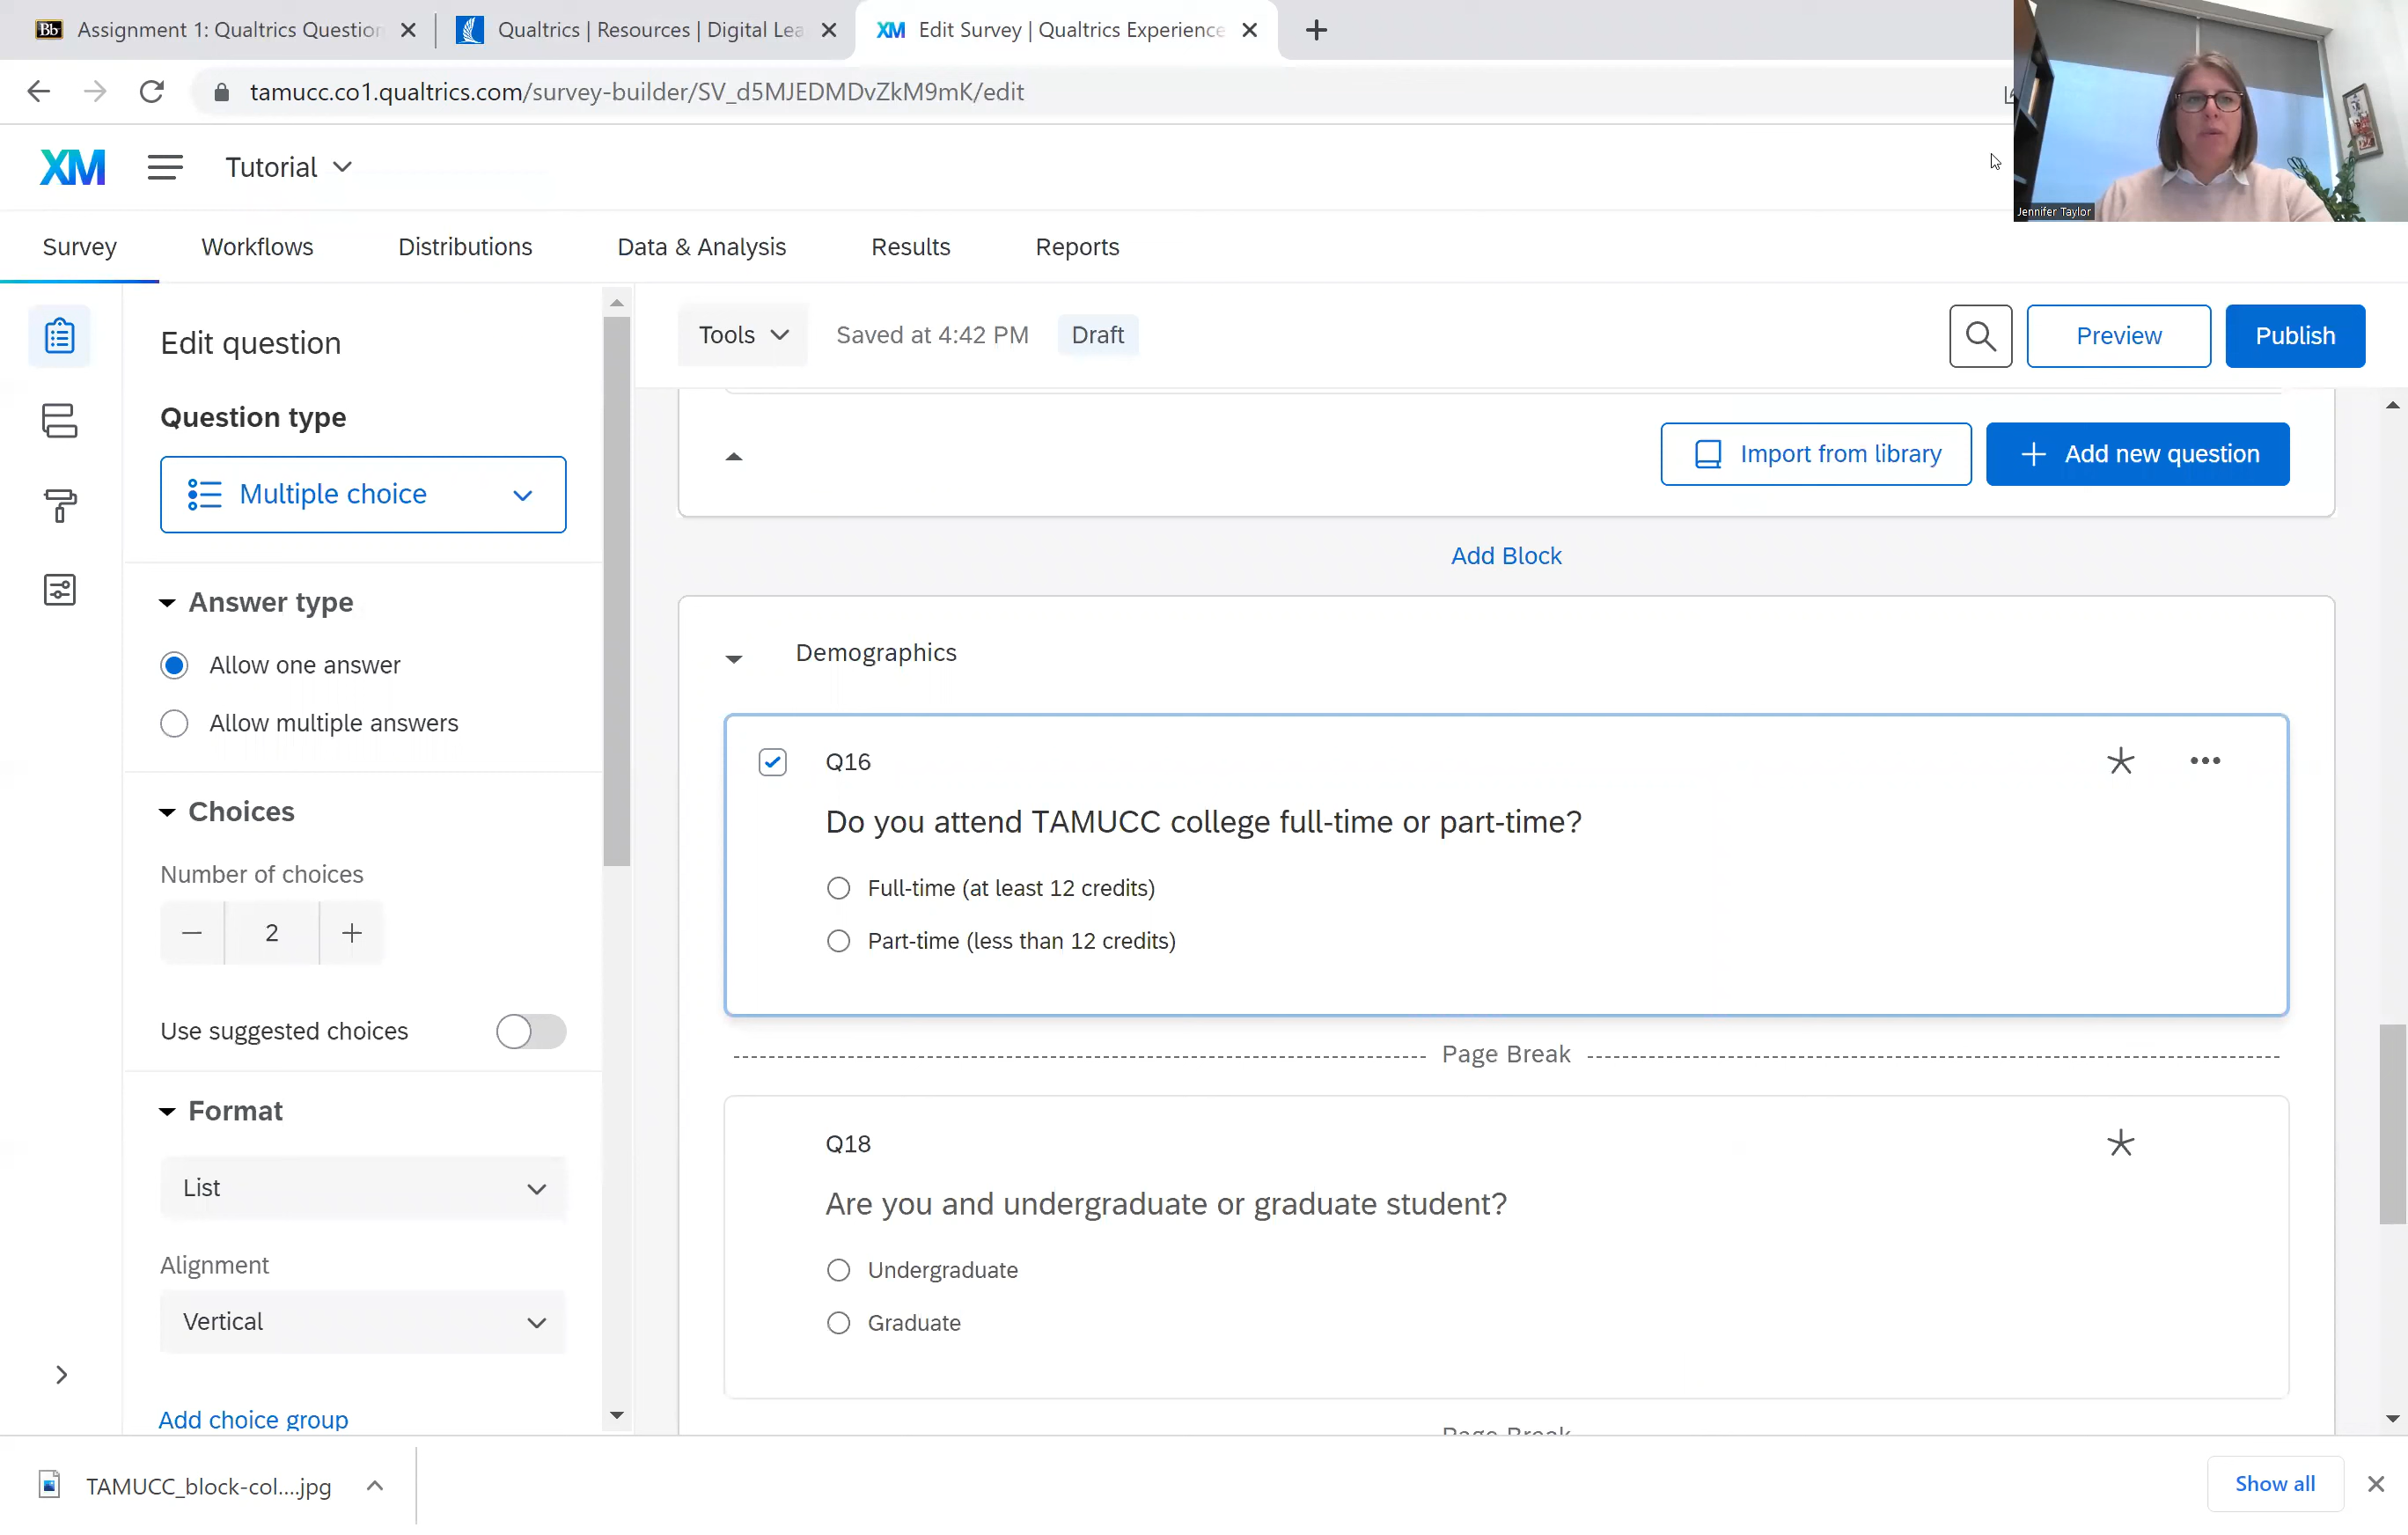 Bb Assignment 1: Qualtrics Question
Qualtrics | Resources | Digital Lea
XM Edit Survey | Qualtrics Experience
tamucc.co1.qualtrics.com/survey-builder/SV_d5MJEDMDvZkM9mK/edit
XM Tutorial
Jennifer Taylor
Survey Workflows Distributions Data & Analysis Results Reports
Edit question
Question type
Multiple choice
Answer type
Allow one answer
Allow multiple answers
Choices
Number of choices
2
Use suggested choices
Format
List
Alignment
Vertical
Add choice group
Tools Saved at 4:42 PM Draft Preview Publish
Import from library Add new question
Add Block
Demographics
Q16
Do you attend TAMUCC college full-time or part-time?
Full-time (at least 12 credits)
Part-time (less than 12 credits)
Page Break
Q18
Are you and undergraduate or graduate student?
Undergraduate
Graduate
Page Break
TAMUCC_block-col....jpg
Show all